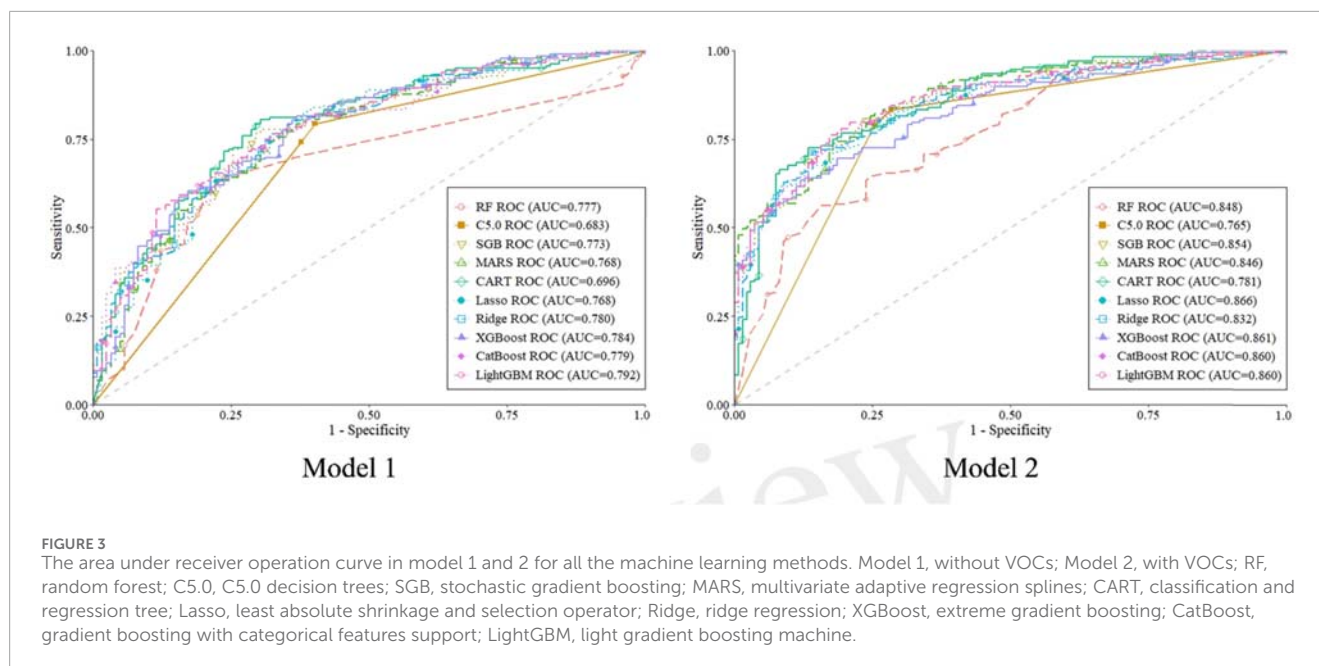 1.00
0.75
0.50
0.25
0.00
Sensitivity
0.00
0.25
0.50
0.75
1.0
1 - Specificity
RF ROC (AUC=0.777)
C5.0 ROC (AUC=0.683)
SGB ROC (AUC=0.773)
MARS ROC (AUC=0.768)
CART ROC (AUC=0.696)
Lasso ROC (AUC=0.768)
Ridge ROC (AUC=0.780)
XGBoost ROC (AUC=0.784)
CatBoost ROC (AUC=0.779)
LightGBM ROC (AUC=0.792)
Model 1
1.00
0.75
0.50
0.25
0.00
Sensitivity
0.00
0.25
0.50
0.75
1.0
1 - Specificity
RF ROC (AUC=0.848)
C5.0 ROC (AUC=0.765)
SGB ROC (AUC=0.854)
MARS ROC (AUC=0.846)
CART ROC (AUC=0.781)
Lasso ROC (AUC=0.866)
Ridge ROC (AUC=0.832)
XGBoost ROC (AUC=0.861)
CatBoost ROC (AUC=0.860)
LightGBM ROC (AUC=0.860)
Model 2
view
FIGURE 3
The area under receiver operation curve in model 1 and 2 for all the machine learning methods. Model 1, without VOCs; Model 2, with VOCs; RF,
random forest; C5.0, C5.0 decision trees; SGB, stochastic gradient boosting; MARS, multivariate adaptive regression splines; CART, classification and
regression tree; Lasso, least absolute shrinkage and selection operator; Ridge, ridge regression; XGBoost, extreme gradient boosting; CatBoost,
gradient boosting with categorical features support; LightGBM, light gradient boosting machine.